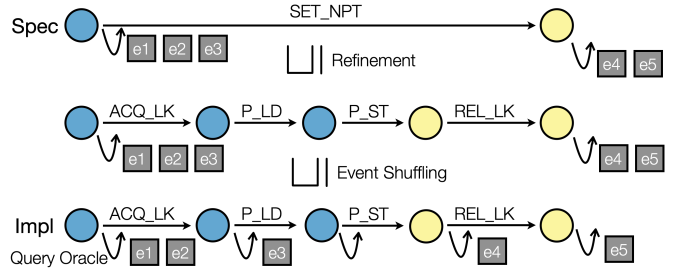 SET_NPT
Spec
e1 e2 e3
e4 e5
Refinement
ACQ_LK P_LD P_ST REL_LK
e1 e2 e3
e4 e5
Event Shuffling
Impl
ACQ_LK P_LD P_ST REL_LK
Query Oracle
e1 e2 e3 e4 e5